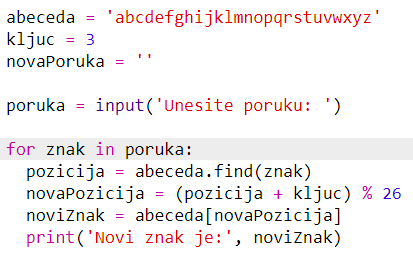 abeceda = 'abcdefghijklmnopqrstuvwxyz'
kljuc = 3
novaPoruka = ''
poruka = input('Unesite poruku: ')
for znak in poruka:
pozicija = abeceda.find(znak)
novaPozicija = (pozicija + kljuc) % 26
noviZnak = abeceda[novaPozicija]
print('Novi znak je:', noviZnak)